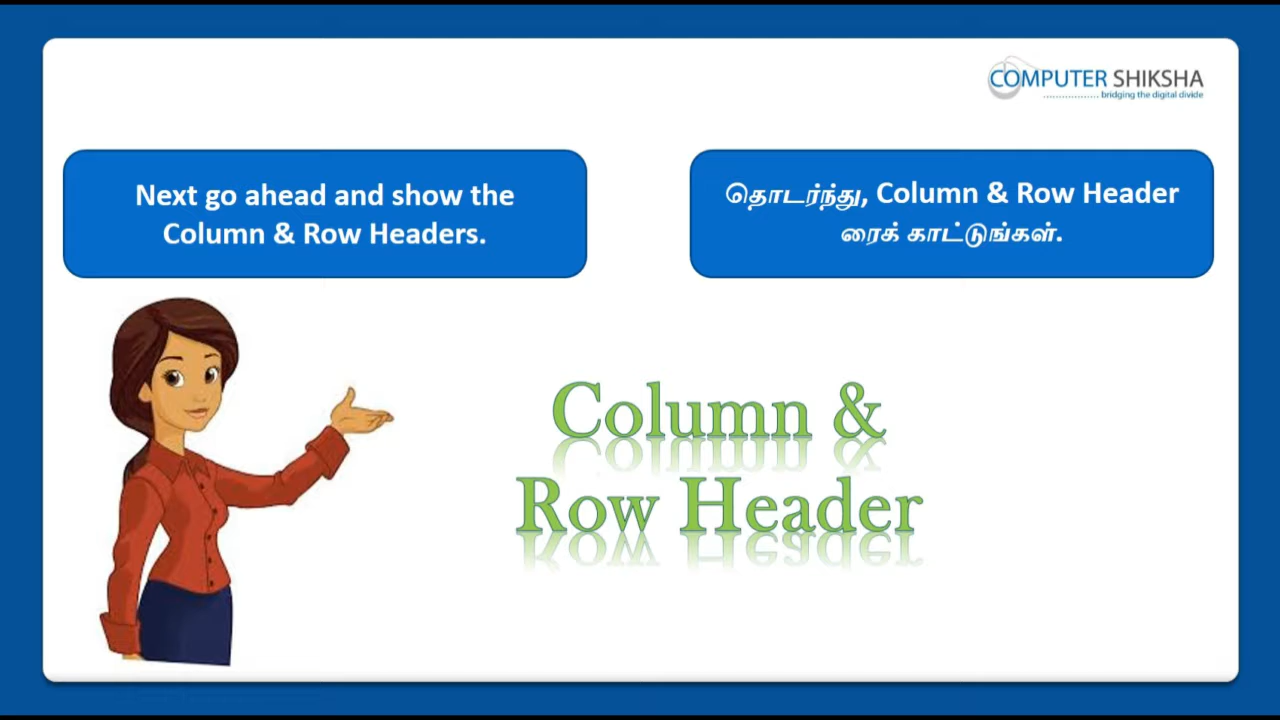 COMPUTER SHIKSHA
bridging the digital divide
Next go ahead and show the
Column & Row Headers.
தொடர்ந்து, Column & Row Header
ரைக் காட்டுங்கள்.
Column &
Row Header